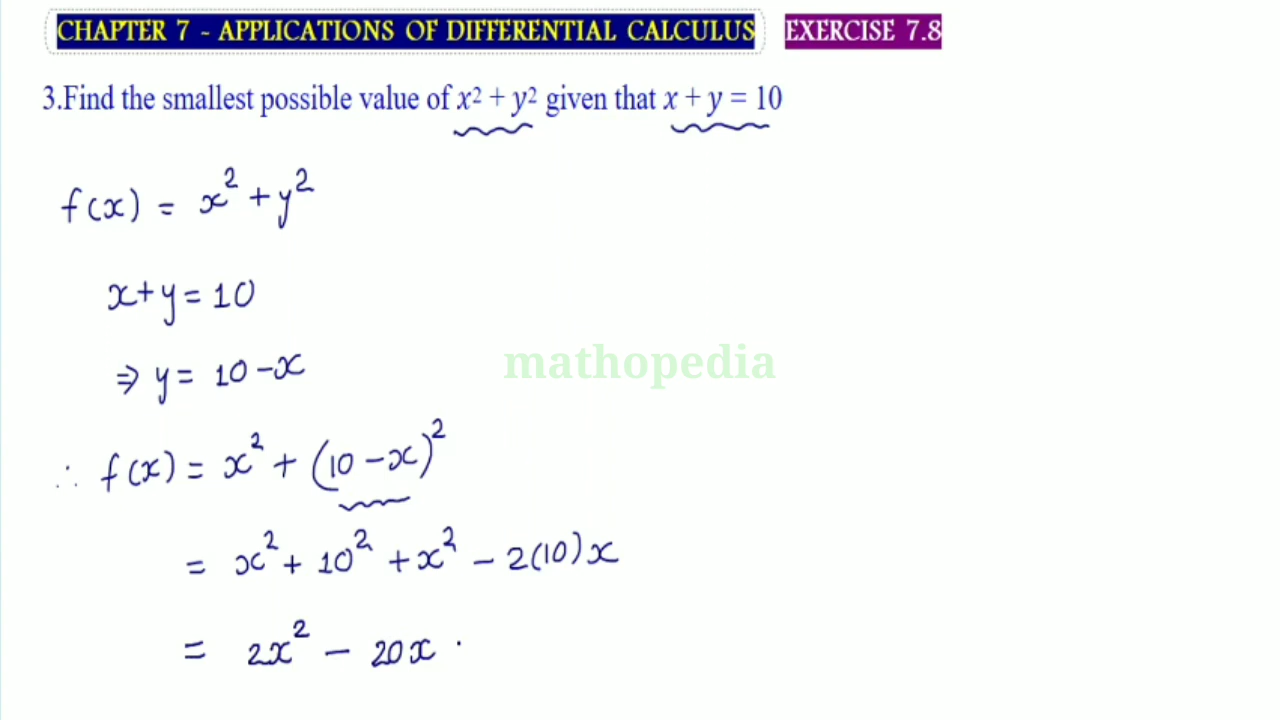 CHAPTER 7 - APPLICATIONS OF DIFFERENTIAL CALCULUS EXERCISE 7.8
3.Find the smallest possible value of x² + y² given that x + y = 10
f(x) = x² + y²
x+y = 10
⇒ y = 10 - x
mathopedia
∴ f(x) = x² + (10 - x)²
= x² + 10² + x² - 2(10)x
= 2x² - 20x